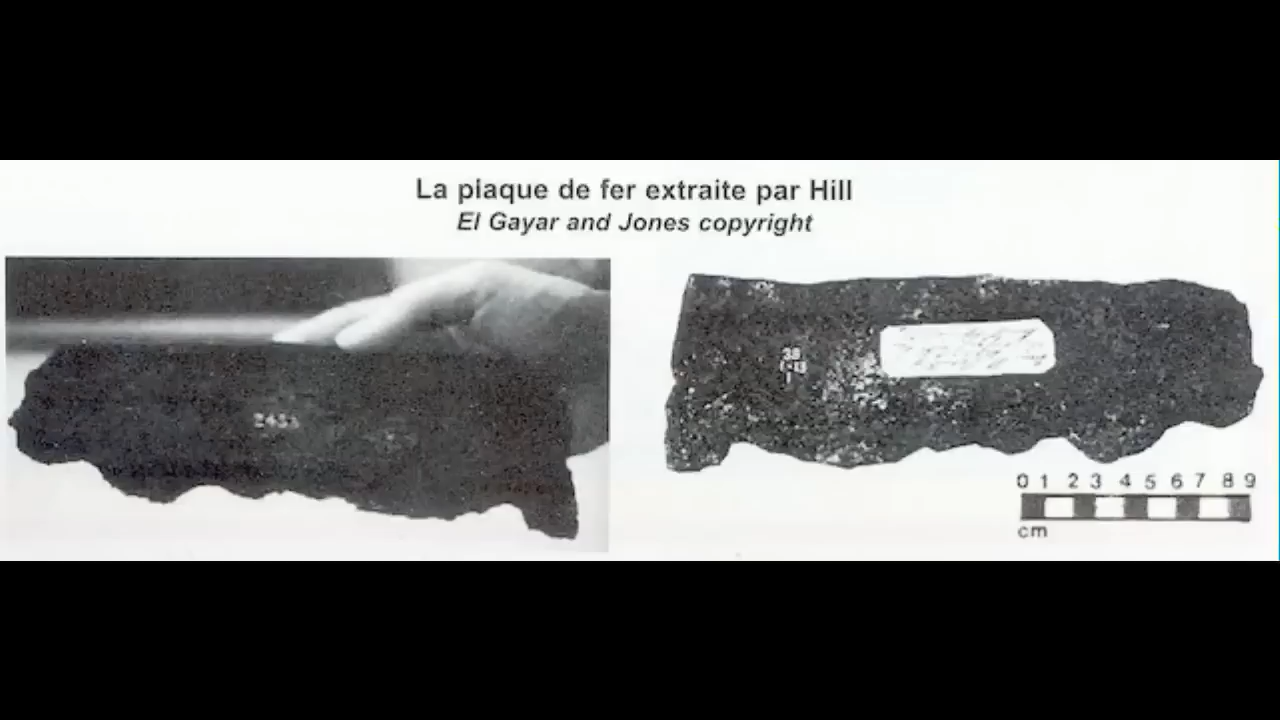 La plaque de fer extraite par Hill
El Gayar and Jones copyright
0 1 2 3 4 5 6 7 8 9
cm